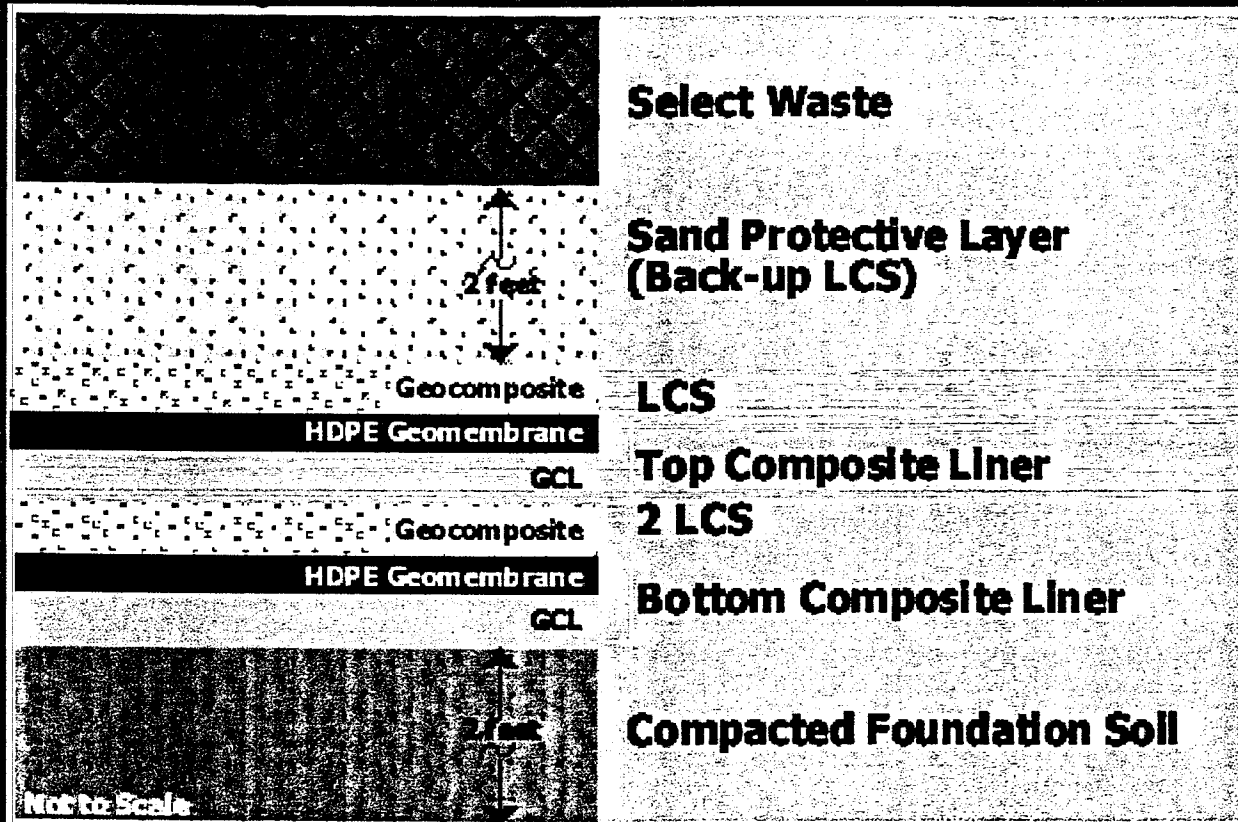 Select Waste
Sand Protective Layer
(Back-up LCS)
2 feet
Geocomposite
LCS
HDPE Geomembrane
GCL
Top Composite Liner
Geocomposite
2 LCS
HDPE Geomembrane
GCL
Bottom Composite Liner
2 feet
Compacted Foundation Soil
Not to Scale